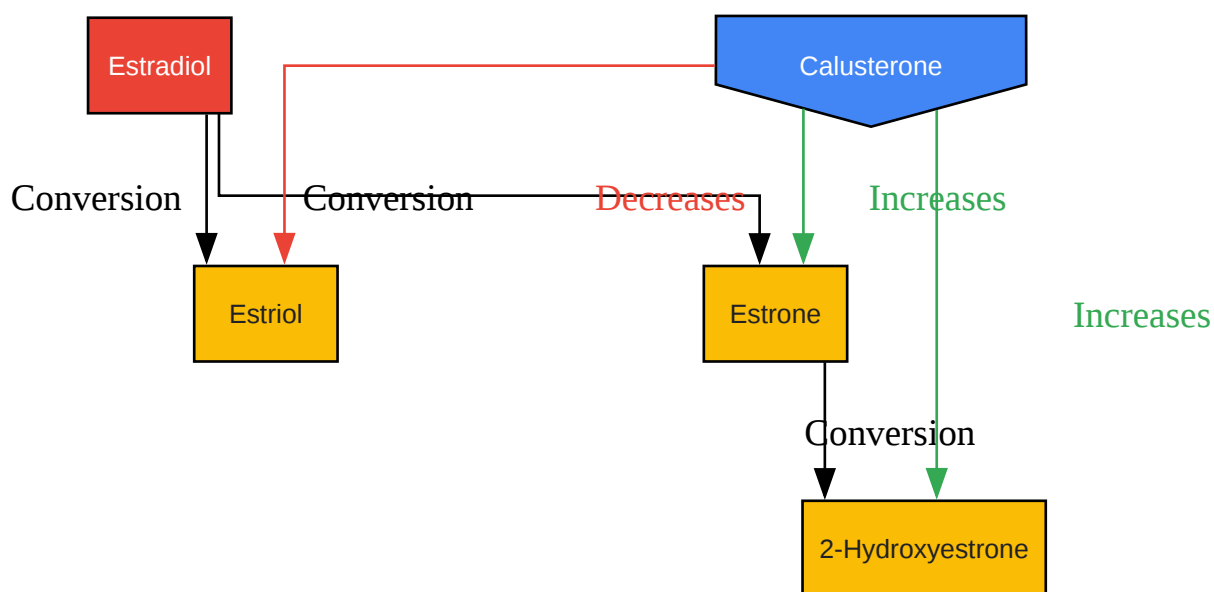 Estradiol
Calusterone
Conversion
Conversion
Decreases
Increases
Estriol
Estrone
Increases
Conversion
2-Hydroxyestrone